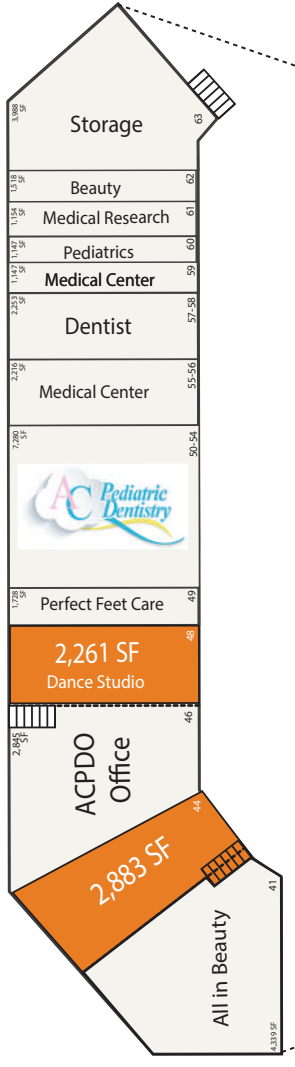 3,988
SF
Storage
63
1,518
SF
Beauty
62
1,154
SF
Medical Research
61
1,147
SF
Pediatrics
60
1,147
SF
Medical Center
59
2,253
SF
Dentist
57-58
2,216
SF
Medical Center
55-56
7,280
SF
50-54
AC Pediatric
Dentistry
1,728
SF
Perfect Feet Care
49
2,261 SF
Dance Studio
48
2,845
SF
ACPDO
Office
46
2,883 SF
44
All in Beauty
41
4,339 SF